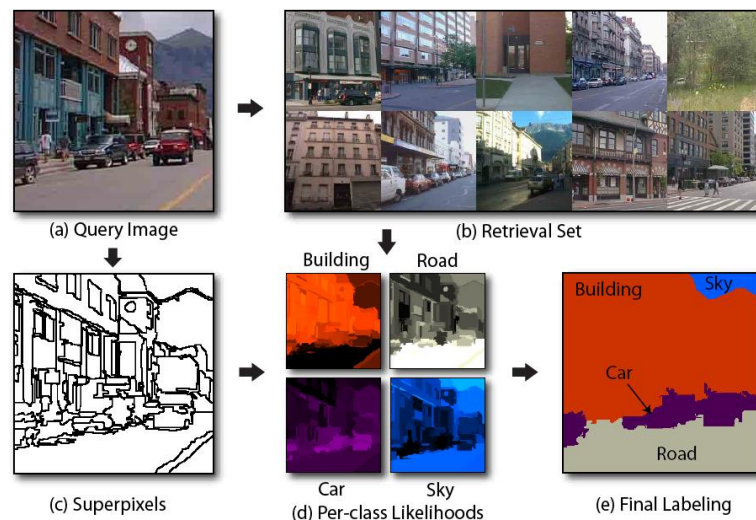 (a) Query Image
(b) Retrieval Set
Building
Road
Car
Sky
(c) Superpixels
(d) Per-class Likelihoods
Building
Sky
Car
Road
(e) Final Labeling